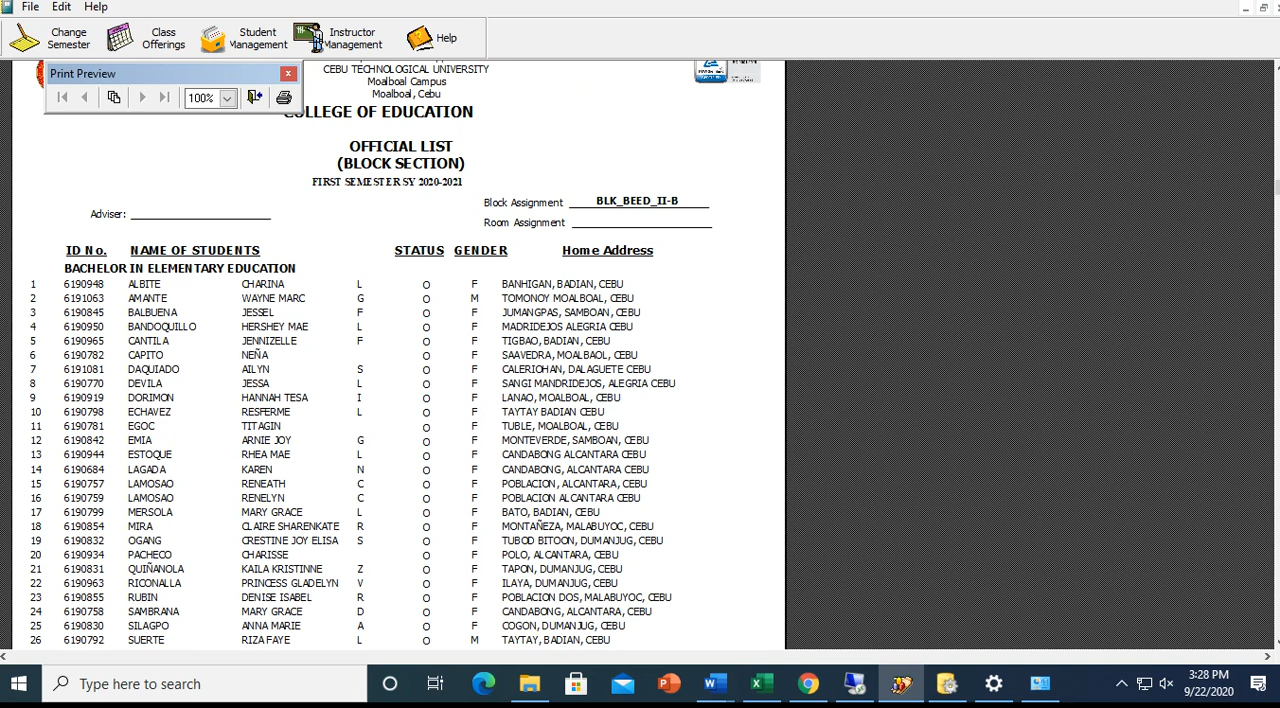 File Edit Help
Change Semester Class Offerings Student Management Instructor Management Help
Print Preview
100%
CEBU TECHNOLOGICAL UNIVERSITY
Moalboal Campus
Moalboal, Cebu
COLLEGE OF EDUCATION
OFFICIAL LIST
(BLOCK SECTION)
FIRST SEMESTER SY 2020-2021
Block Assignment BLK_BEED_II-B
Adviser:
Room Assignment
ID No. NAME OF STUDENTS STATUS GENDER Home Address
BACHELOR IN ELEMENTARY EDUCATION
1 6190948 ALBITE CHARINA L O F BANHIGAN, BADIAN, CEBU
2 6191063 AMANTE WAYNE MARC G O M TOMONOY MOALBOAL, CEBU
3 6190845 BALBUENA JESSEL F O F JUMANGPAS, SAMBOAN, CEBU
4 6190950 BANDOQUILLO HERSHEY MAE L O F MADRIDEJOS ALEGRIA CEBU
5 6190965 CANTILA JENNIZELLE F O F TIGBAO, BADIAN, CEBU
6 6190782 CAPITO NEÑA O F SAAVEDRA, MOALBAOL, CEBU
7 6191081 DAQUIADO AILYN S O F CALERIOHAN, DALAGUETE CEBU
8 6190770 DEVILA JESSA L O F SANGI MANDRIDEJOS, ALEGRIA CEBU
9 6190919 DORIMON HANNAH TESA I O F LANAO, MOALBOAL, CEBU
10 6190798 ECHAVEZ RESFERME L O F TAYTAY BADIAN CEBU
11 6190781 EGOC TITAGIN O F TUBLE, MOALBOAL, CEBU
12 6190842 EMIA ARNIE JOY G O F MONTEVERDE, SAMBOAN, CEBU
13 6190944 ESTOQUE RHEA MAE L O F CANDABONG ALCANTARA CEBU
14 6190684 LAGADA KAREN N O F CANDABONG, ALCANTARA CEBU
15 6190757 LAMOSAO RENEATH C O F POBLACION, ALCANTARA, CEBU
16 6190759 LAMOSAO RENELYN C O F POBLACION ALCANTARA CEBU
17 6190799 MERSOLA MARY GRACE L O F BATO, BADIAN, CEBU
18 6190854 MIRA CLAIRE SHARENKATE R O F MONTAÑEZA, MALABUYOC, CEBU
19 6190832 OGANG CRESTINE JOY ELISA S O F TUBOD BITOON, DUMANJUG, CEBU
20 6190934 PACHECO CHARISSE O F POLO, ALCANTARA, CEBU
21 6190831 QUIÑANOLA KAILA KRISTINNE Z O F TAPON, DUMANJUG, CEBU
22 6190963 RICONALLA PRINCESS GLADELYN V O F ILAYA, DUMANJUG, CEBU
23 6190855 RUBIN DENISE ISABEL R O F POBLACION DOS, MALABUYOC, CEBU
24 6190758 SAMBRANA MARY GRACE D O F CANDABONG, ALCANTARA, CEBU
25 6190830 SILAGPO ANNA MARIE A O F COGON, DUMANJUG, CEBU
26 6190792 SUERTE RIZA FAYE L O M TAYTAY, BADIAN, CEBU
Type here to search
3:28 PM
9/22/2020